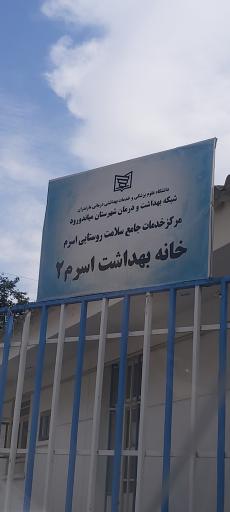 دانشگاه علوم پزشکی و خدمات بهداشتی درمانی مازندران
شبکه بهداشت و درمان شهرستان میاندورود
مرکز خدمات جامع سلامت روستایی اسرم
خانه بهداشت اسرم ۲